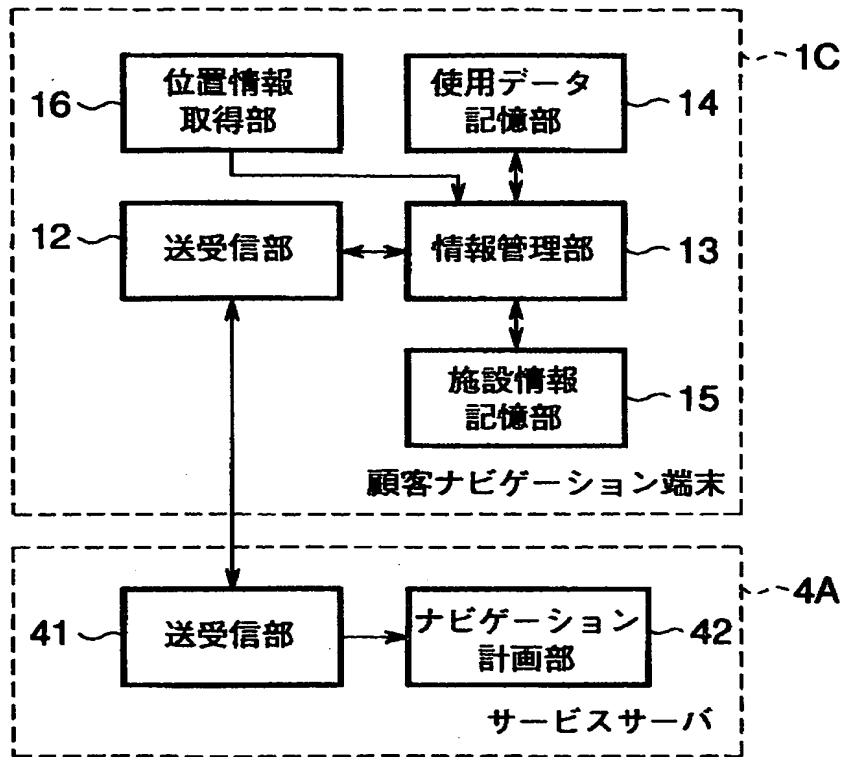 1C
16
位置情報
取得部
使用データ
記憶部
14
12
送受信部
情報管理部
13
施設情報
記憶部
15
顧客ナビゲーション端末
4A
41
送受信部
ナビゲーション
計画部
42
サービスサーバ